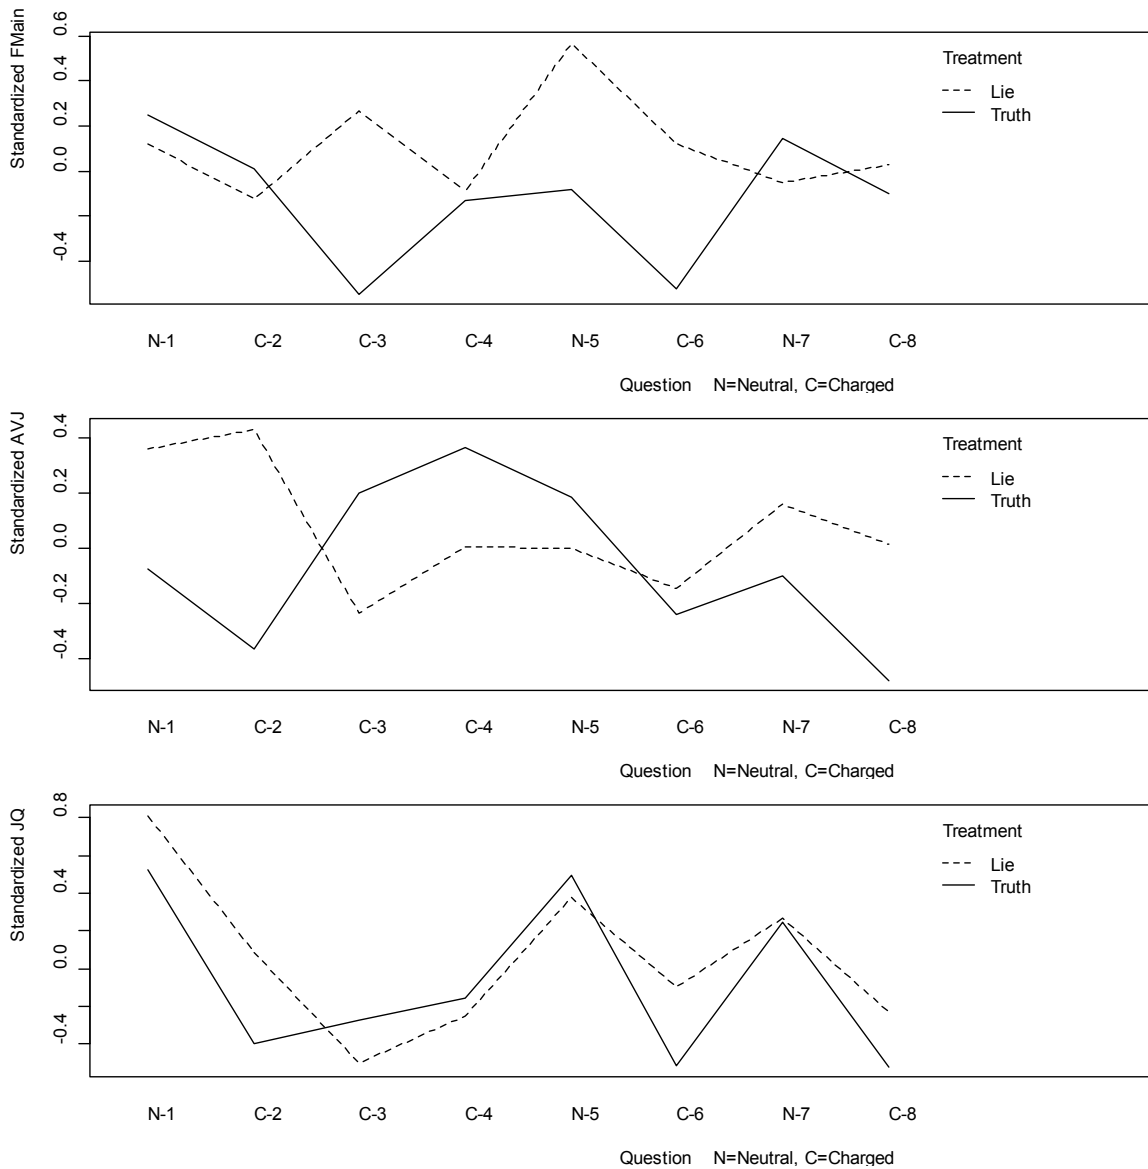 Standardized FMain
0.6
0.4
0.2
0.0
-0.4
Treatment
Lie
Truth
N-1 C-2 C-3 C-4 N-5 C-6 N-7 C-8
Question N=Neutral, C=Charged
Standardized AVJ
0.4
0.2
0.0
-0.2
-0.4
Treatment
Lie
Truth
N-1 C-2 C-3 C-4 N-5 C-6 N-7 C-8
Question N=Neutral, C=Charged
Standardized JQ
0.8
0.4
0.0
-0.4
Treatment
Lie
Truth
N-1 C-2 C-3 C-4 N-5 C-6 N-7 C-8
Question N=Neutral, C=Charged